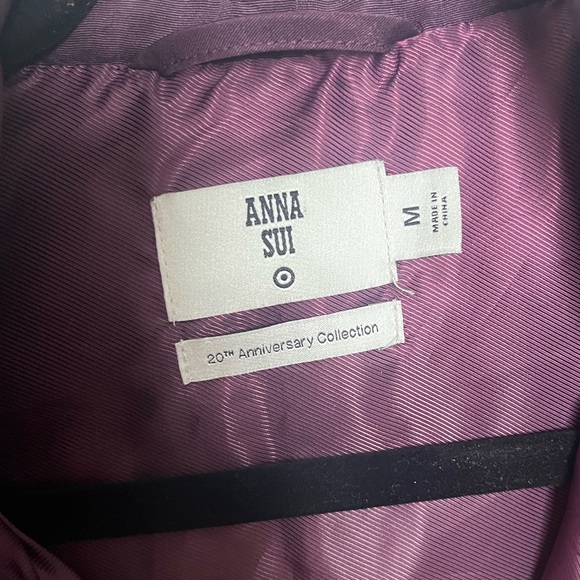 ANNA
SUI
M
MADE IN
CHINA
20TH Anniversary Collection